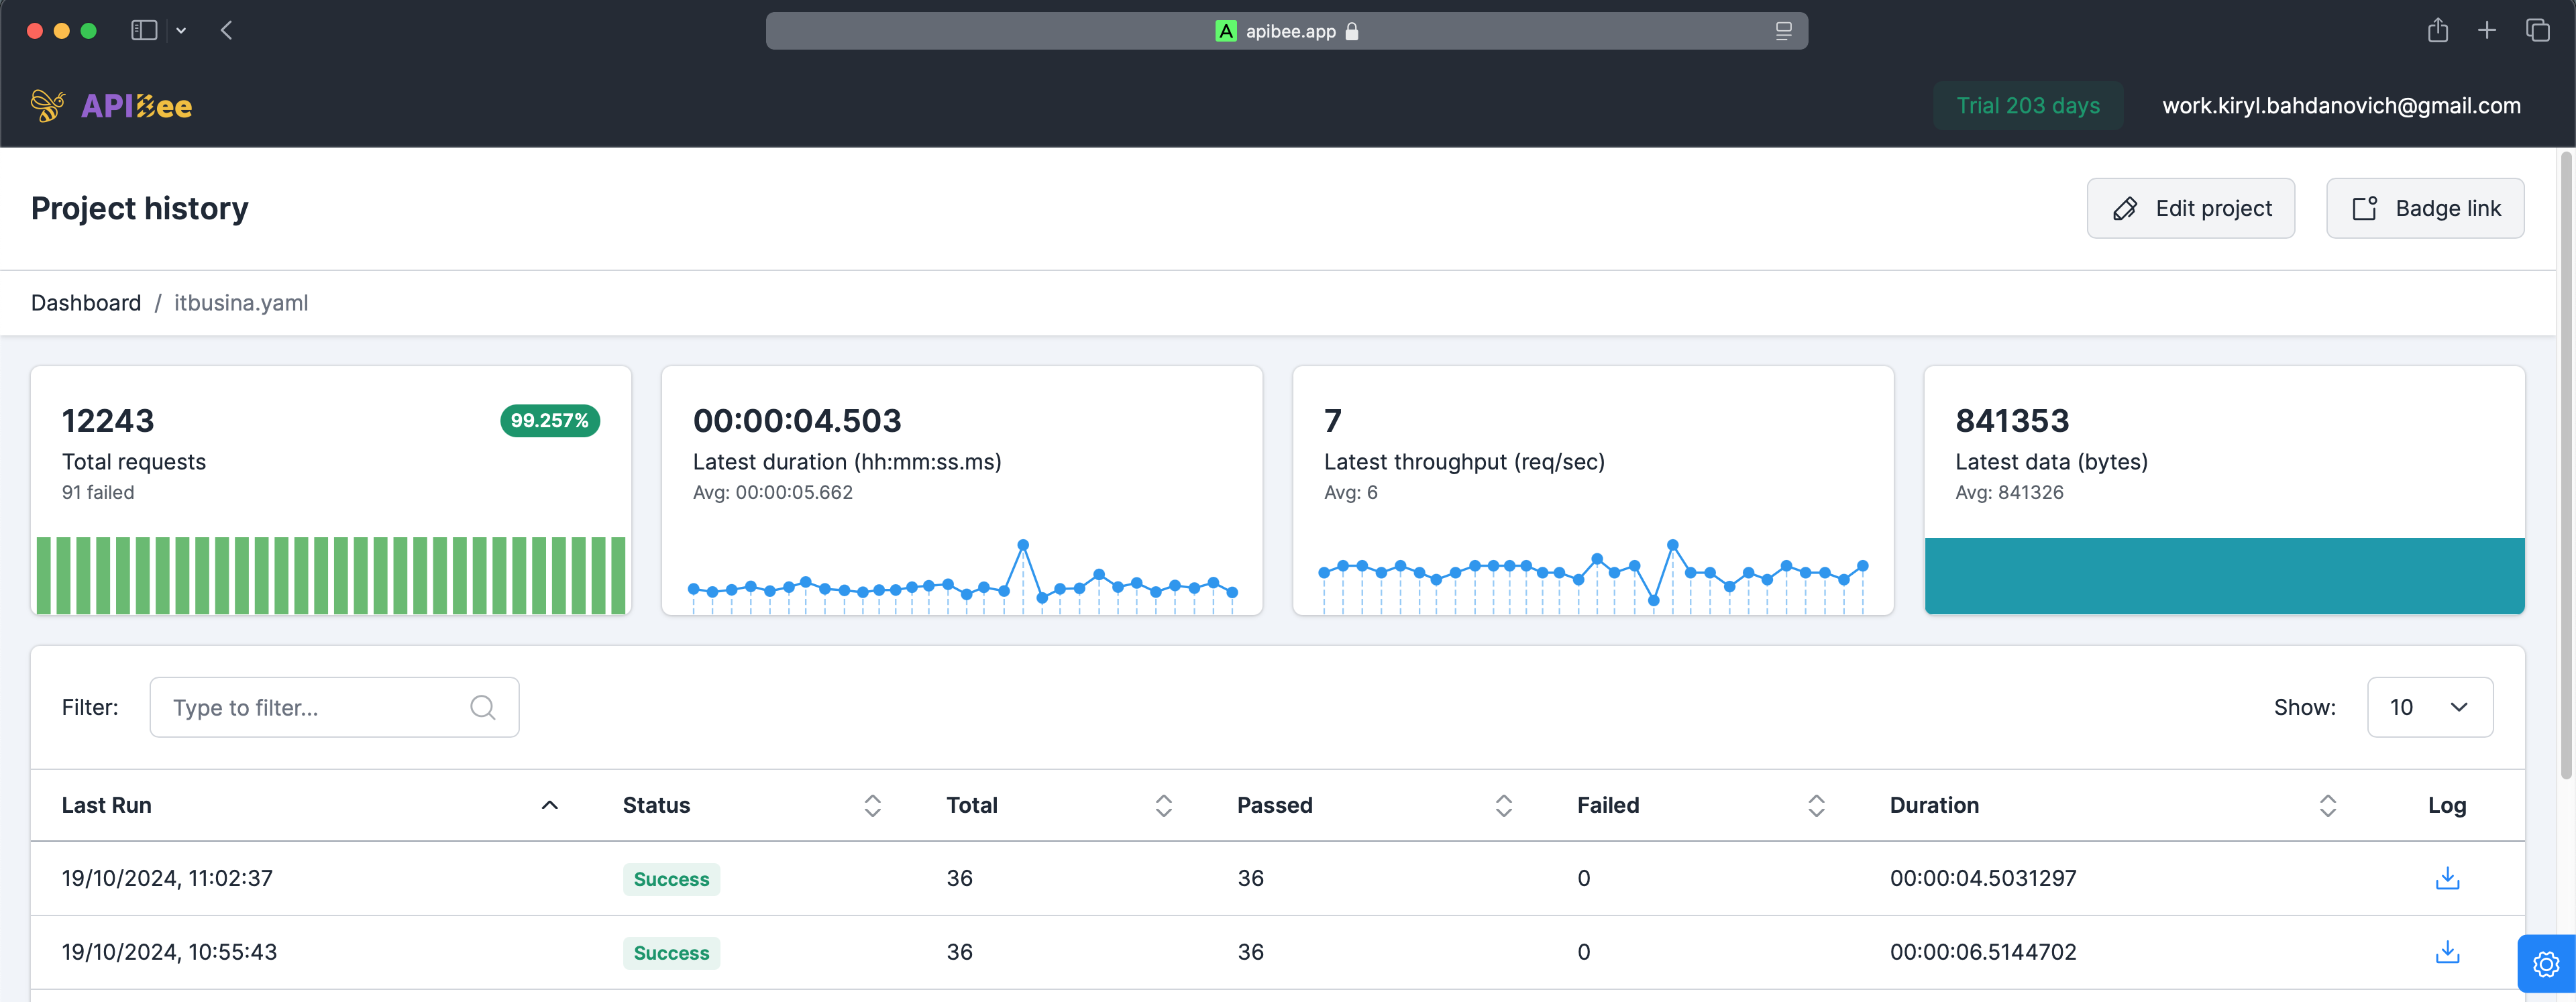 A apibee.app
APIBee
Trial 203 days
work.kiryl.bahdanovich@gmail.com
Project history
Edit project
Badge link
Dashboard / itbusina.yaml
12243
99.257%
Total requests
91 failed
00:00:04.503
Latest duration (hh:mm:ss.ms)
Avg: 00:00:05.662
7
Latest throughput (req/sec)
Avg: 6
841353
Latest data (bytes)
Avg: 841326
Filter: Type to filter... Show: 10
Last Run Status Total Passed Failed Duration Log
19/10/2024, 11:02:37 Success 36 36 0 00:00:04.5031297
19/10/2024, 10:55:43 Success 36 36 0 00:00:06.5144702